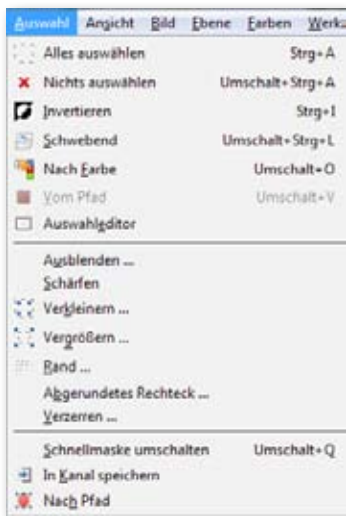 Auswahl Ansicht Bild Ebene Farben Werkz
Alles auswählen Strg+A
Nichts auswählen Umschalt+Strg+A
Invertieren Strg+I
Schwebend Umschalt+Strg+L
Nach Farbe Umschalt+O
Vom Pfad Umschalt+V
Auswahleditor
Ausblenden ...
Schärfen
Verkleinern ...
Vergrößern ...
Rand ...
Abgerundetes Rechteck ...
Verzerren ...
Schnellmaske umschalten Umschalt+Q
In Kanal speichern
Nach Pfad